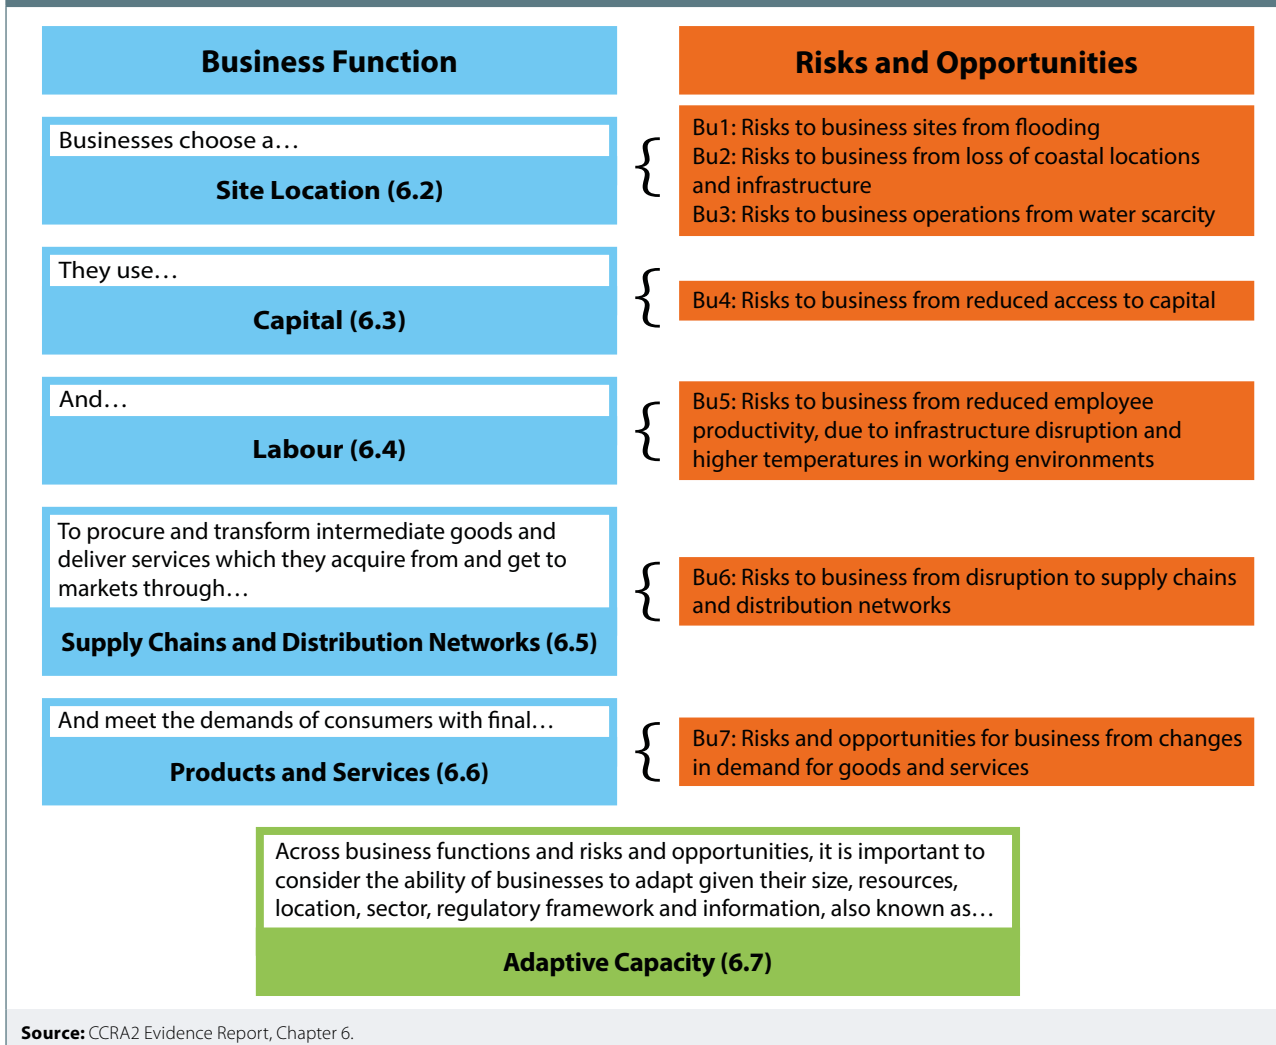 Business Function
Risks and Opportunities
Businesses choose a…
Site Location (6.2)
{
Bu1: Risks to business sites from flooding
Bu2: Risks to business from loss of coastal locations
and infrastructure
Bu3: Risks to business operations from water scarcity
They use…
Capital (6.3)
{
Bu4: Risks to business from reduced access to capital
And…
Labour (6.4)
{
Bu5: Risks to business from reduced employee
productivity, due to infrastructure disruption and
higher temperatures in working environments
To procure and transform intermediate goods and
deliver services which they acquire from and get to
markets through…
Supply Chains and Distribution Networks (6.5)
{
Bu6: Risks to business from disruption to supply chains
and distribution networks
And meet the demands of consumers with final…
Products and Services (6.6)
{
Bu7: Risks and opportunities for business from changes
in demand for goods and services
Across business functions and risks and opportunities, it is important to
consider the ability of businesses to adapt given their size, resources,
location, sector, regulatory framework and information, also known as…
Adaptive Capacity (6.7)
Source: CCRA2 Evidence Report, Chapter 6.